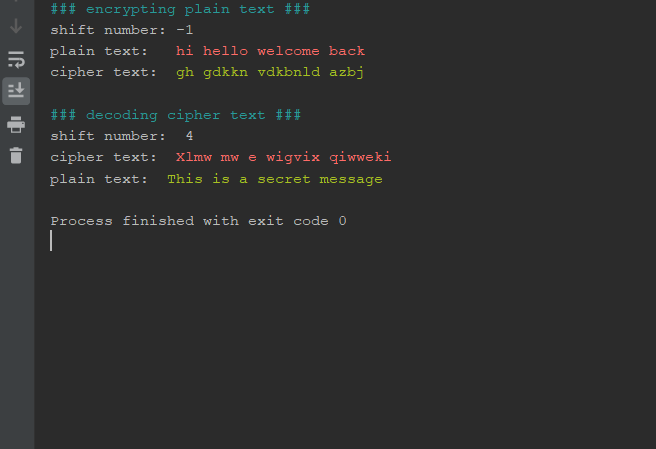 ### encrypting plain text ###
shift number: -1
plain text:   hi hello welcome back
cipher text:  gh gdkkn vdkbnld azbj
### decoding cipher text ###
shift number:  4
cipher text:  Xlmw mw e wigvix qiwweki
plain text:  This is a secret message
Process finished with exit code 0